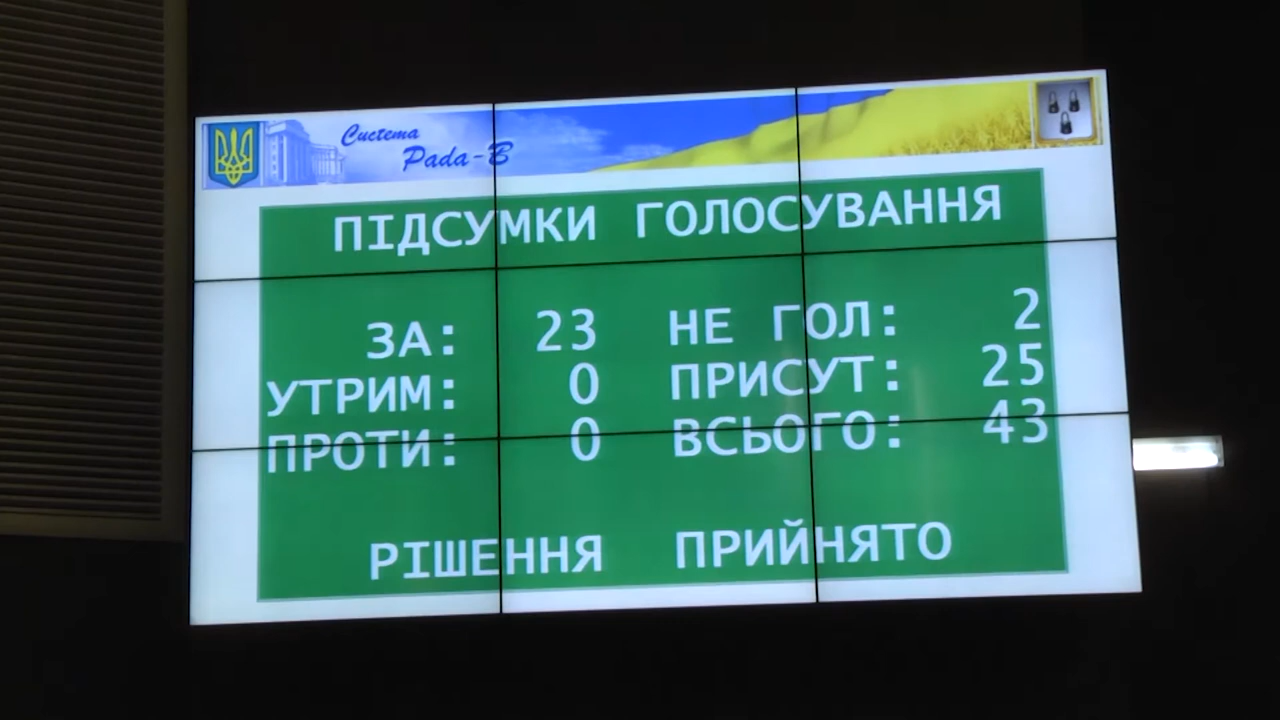 Система
Рада-В
ПІДСУМКИ ГОЛОСУВАННЯ
ЗА: 23 НЕ ГОЛ: 2
УТРИМ: 0 ПРИСУТ: 25
ПРОТИ: 0 ВСЬОГО: 43
РІШЕННЯ ПРИЙНЯТО